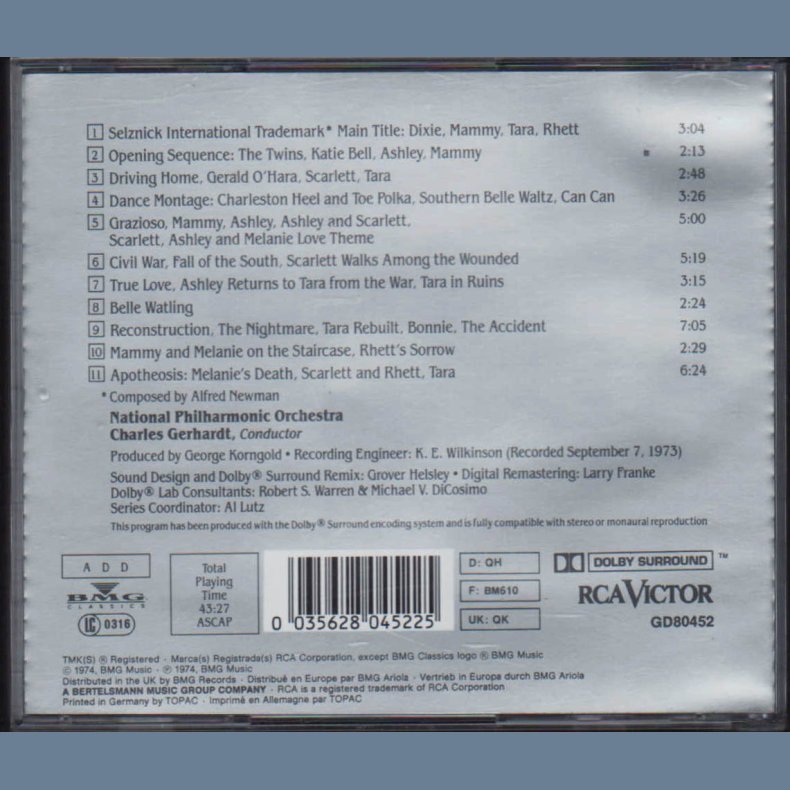 1 Selznick International Trademark* Main Title: Dixie, Mammy, Tara, Rhett 3:04
2 Opening Sequence: The Twins, Katie Bell, Ashley, Mammy 2:13
3 Driving Home, Gerald O'Hara, Scarlett, Tara 2:48
4 Dance Montage: Charleston Heel and Toe Polka, Southern Belle Waltz, Can Can 3:26
5 Grazioso, Mammy, Ashley, Ashley and Scarlett, 5:00
Scarlett, Ashley and Melanie Love Theme
6 Civil War, Fall of the South, Scarlett Walks Among the Wounded 5:19
7 True Love, Ashley Returns to Tara from the War, Tara in Ruins 3:15
8 Belle Watling 2:24
9 Reconstruction, The Nightmare, Tara Rebuilt, Bonnie, The Accident 7:05
10 Mammy and Melanie on the Staircase, Rhett's Sorrow 2:29
11 Apotheosis: Melanie's Death, Scarlett and Rhett, Tara 6:24
* Composed by Alfred Newman
National Philharmonic Orchestra
Charles Gerhardt, Conductor
Produced by George Korngold • Recording Engineer: K. E. Wilkinson (Recorded September 7, 1973)
Sound Design and Dolby® Surround Remix: Grover Helsley • Digital Remastering: Larry Franke
Dolby® Lab Consultants: Robert S. Warren & Michael V. DiCosimo
Series Coordinator: Al Lutz
This program has been produced with the Dolby® Surround encoding system and is fully compatible with stereo or monaural reproduction
A D D
BMG
CLASSICS
LC 0316
Total
Playing
Time
43:27
ASCAP
0 035628 045225
D: QH
F: BM610
UK: QK
DOLBY SURROUND™
RCA VICTOR
GD80452
TMK(S) ® Registered · Marca(s) Registrada(s) RCA Corporation, except BMG Classics logo ® BMG Music
© 1974, BMG Music · ℗ 1974, BMG Music
Distributed in the UK by BMG Records · Distribué en Europe par BMG Ariola · Vertrieb in Europa durch BMG Ariola
A BERTELSMANN MUSIC GROUP COMPANY · RCA is a registered trademark of RCA Corporation
Printed in Germany by TOPAC · Imprimé en Allemagne par TOPAC